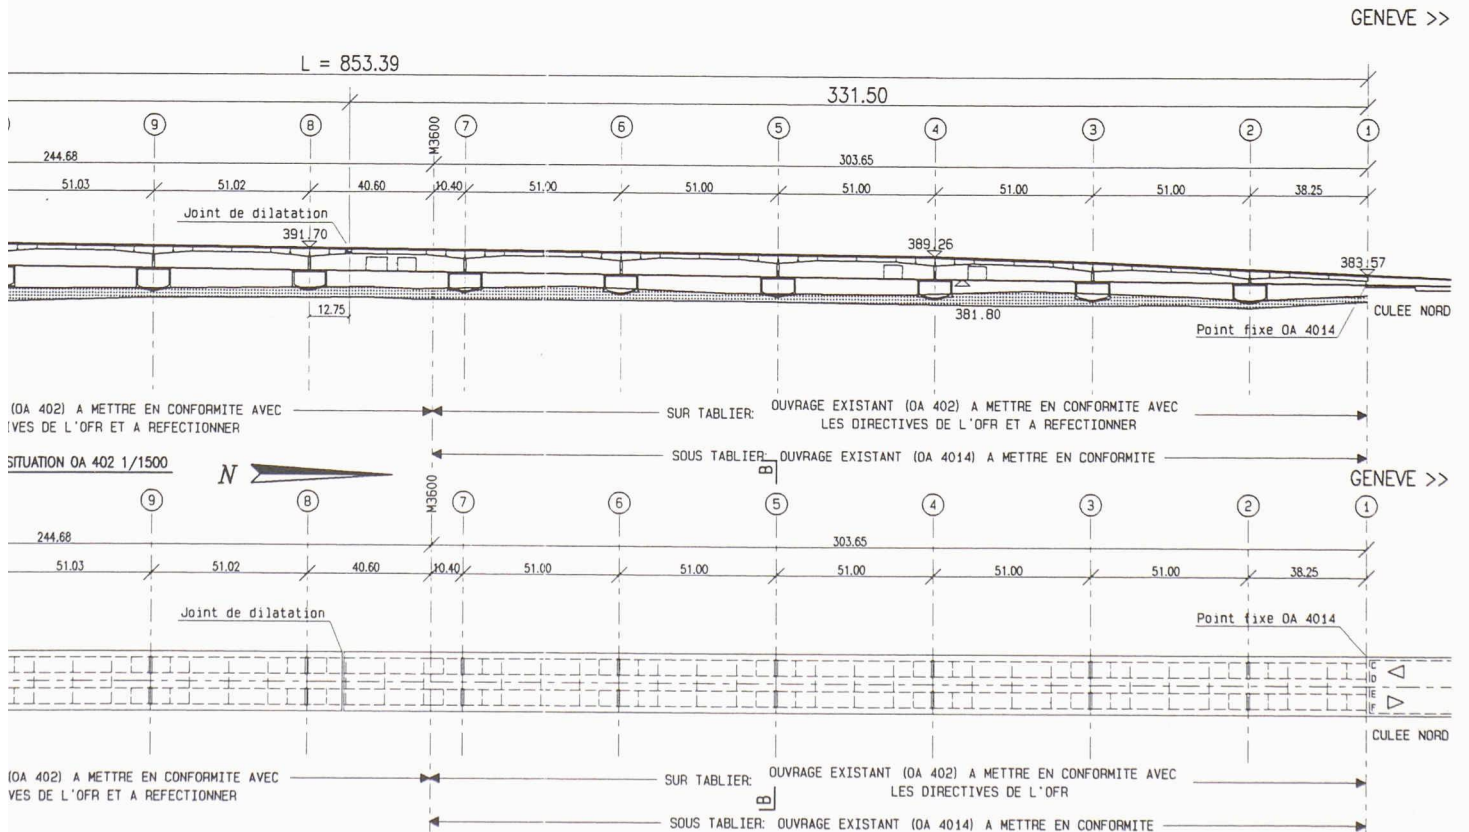 GENEVE >>
L = 853.39
331.50
9 8 M3600 7 6 5 4 3 2 1
244.68 303.65
51.03 51.02 40.60 10.40 51.00 51.00 51.00 51.00 51.00 38.25
Joint de dilatation
391.70 389.26 383.57
12.75 381.80
CULEE NORD
Point fixe OA 4014
(OA 402) A METTRE EN CONFORMITE AVEC
IVES DE L'OFR ET A REFECTIONNER
SUR TABLIER: OUVRAGE EXISTANT (OA 402) A METTRE EN CONFORMITE AVEC
LES DIRECTIVES DE L'OFR ET A REFECTIONNER
SOUS TABLIER: OUVRAGE EXISTANT (OA 4014) A METTRE EN CONFORMITE
SITUATION OA 402 1/1500
N
B
GENEVE >>
9 8 M3600 7 6 5 4 3 2 1
244.68 303.65
51.03 51.02 40.60 10.40 51.00 51.00 51.00 51.00 51.00 38.25
Joint de dilatation
Point fixe OA 4014
C
D
E
F
CULEE NORD
(OA 402) A METTRE EN CONFORMITE AVEC
VES DE L'OFR ET A REFECTIONNER
SUR TABLIER: OUVRAGE EXISTANT (OA 402) A METTRE EN CONFORMITE AVEC
LES DIRECTIVES DE L'OFR
B
SOUS TABLIER: OUVRAGE EXISTANT (OA 4014) A METTRE EN CONFORMITE